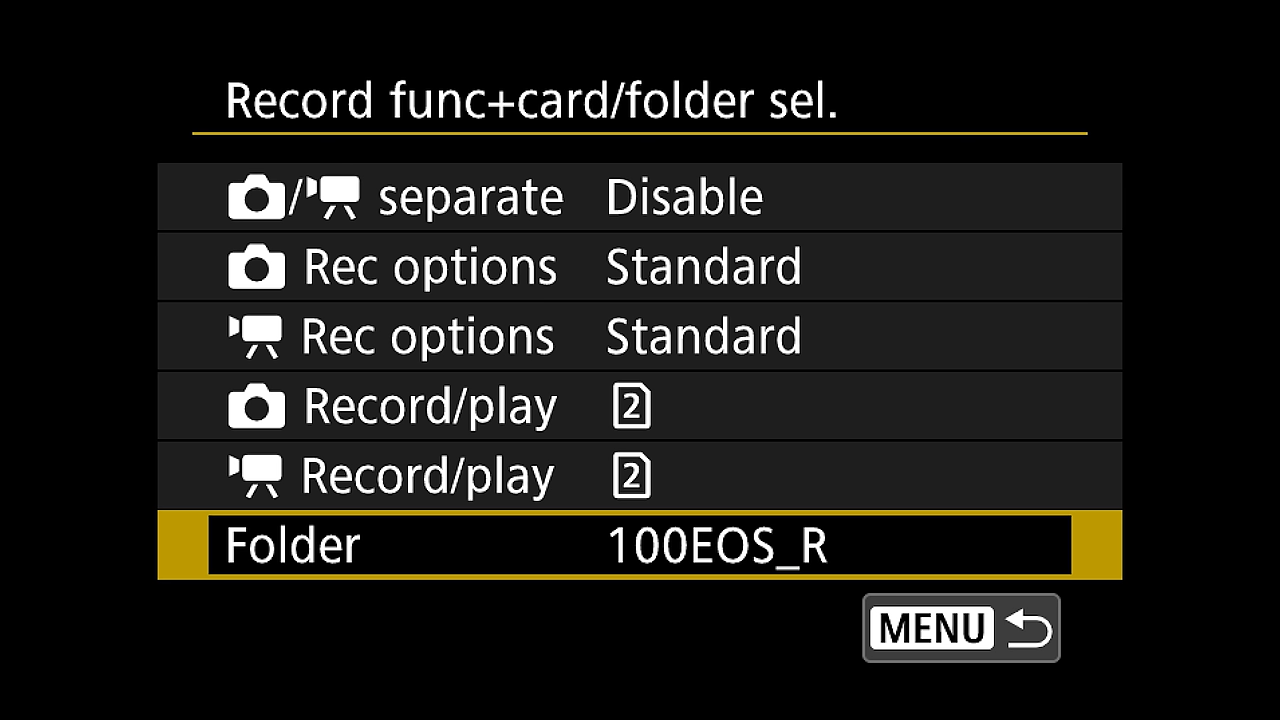 Record func+card/folder sel.
/ separate Disable
Rec options Standard
Rec options Standard
Record/play 2
Record/play 2
Folder 100EOS_R
MENU